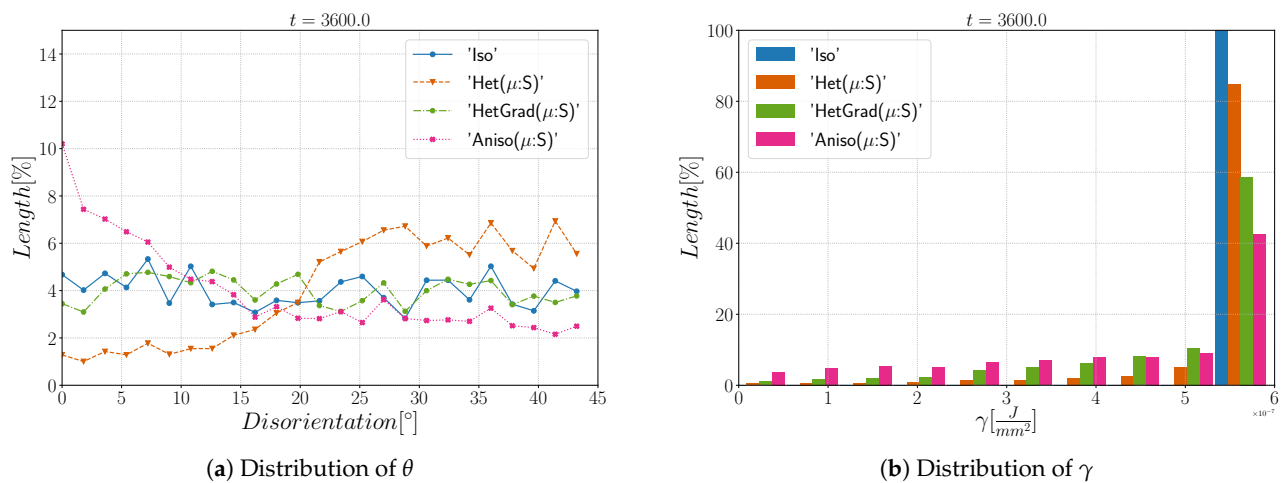 t = 3600.0
Length[%]
14
12
10
8
6
4
2
0
'Iso'
'Het(μ:S)'
'HetGrad(μ:S)'
'Aniso(μ:S)'
0 5 10 15 20 25 30 35 40 45
Disorientation[°]
(a) Distribution of θ
t = 3600.0
Length[%]
100
80
60
40
20
0
'Iso'
'Het(μ:S)'
'HetGrad(μ:S)'
'Aniso(μ:S)'
0 1 2 3 4 5 6
×10⁻⁷
γ[J/mm²]
(b) Distribution of γ